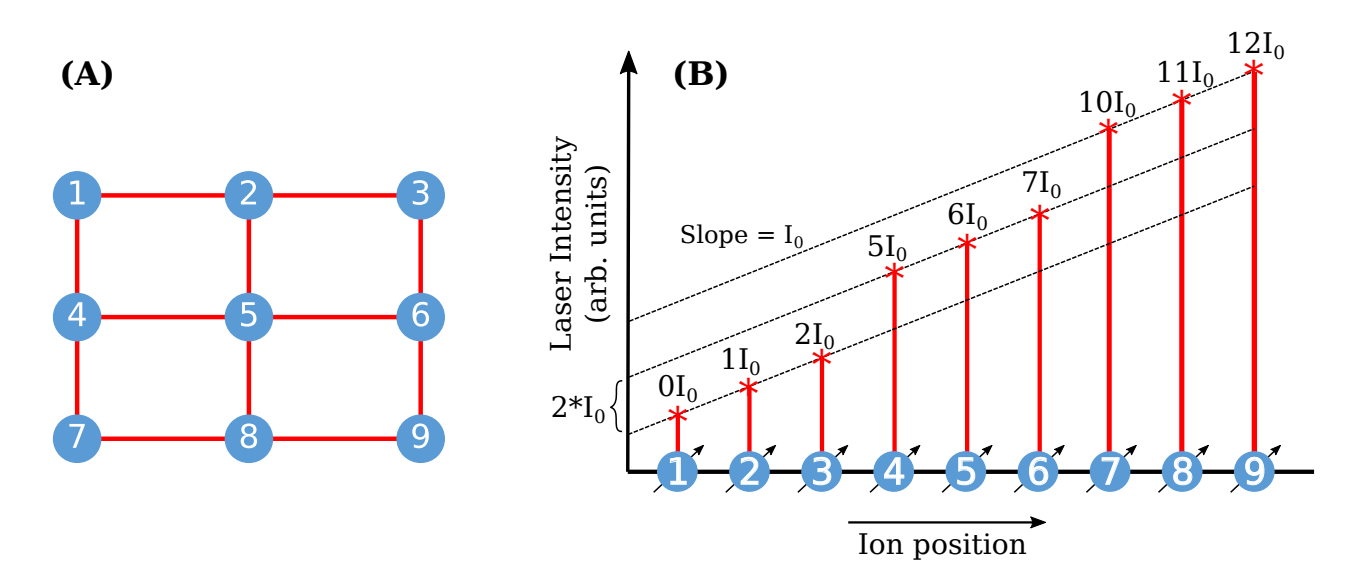 (A)
1 2 3
4 5 6
7 8 9
(B)
Laser Intensity
(arb. units)
Slope = I₀
2*I₀
0I₀
1I₀
2I₀
5I₀
6I₀
7I₀
10I₀
11I₀
12I₀
1 2 3 4 5 6 7 8 9
Ion position